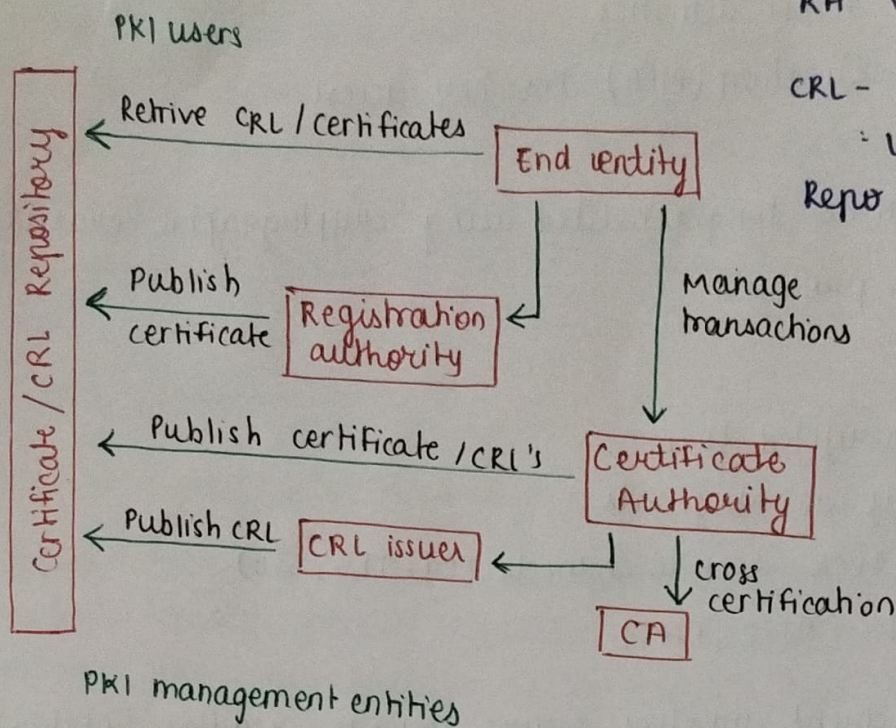 PKI users
CRL -
Repo
Certificate / CRL Repository
Retrive CRL / certificates
End entity
Publish
certificate
Registration
authority
Manage
transactions
Publish certificate / CRL's
Certificate
Authority
Publish CRL
CRL issuer
cross
certification
CA
PKI management entities